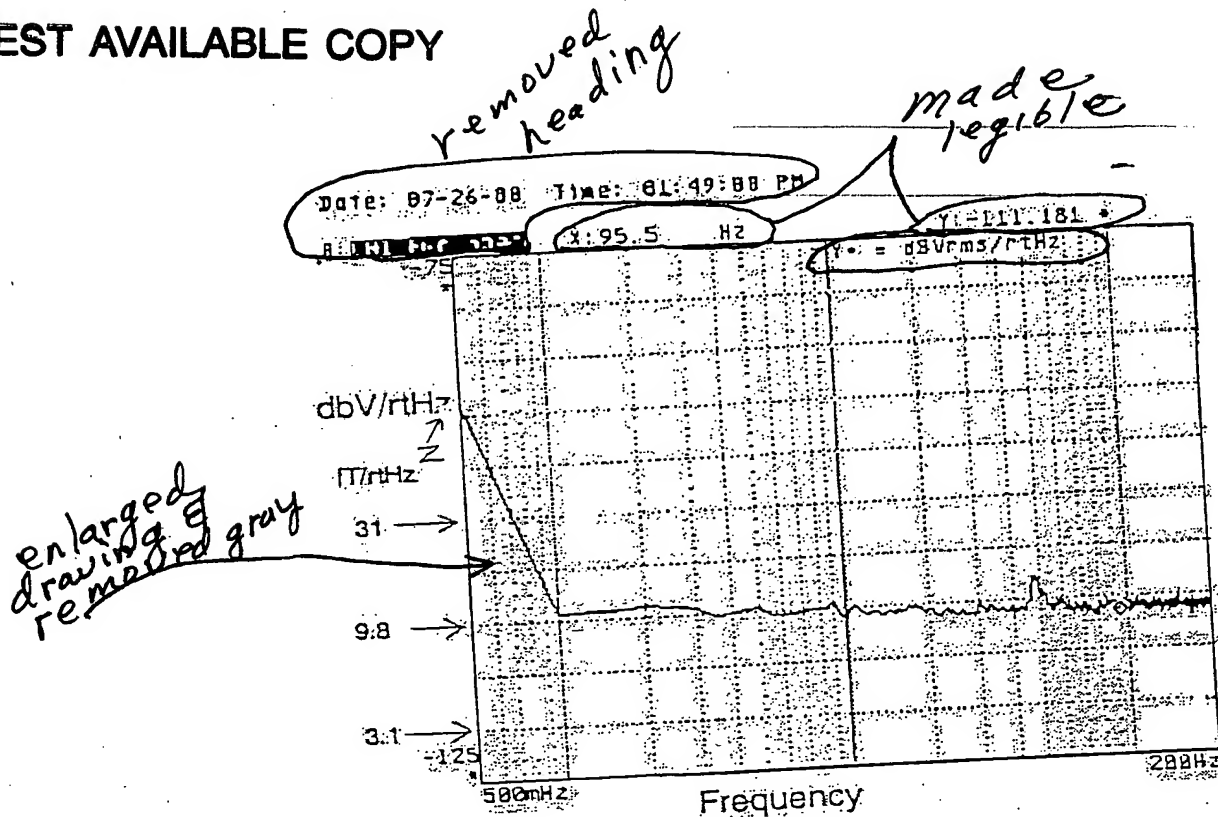 EST AVAILABLE COPY
removed
heading
made
legible
Date: 07-26-00 Time: 01:49:00 PM
X:95.5 Hz
Y:-111.181 *
Y* = dBVrms/rtHz
-75
*
dbV/rtHz
fT/rtHz
enlarged
drawing &
removed gray
31
9.8
3.1
-125
*
500mHz
200Hz
Frequency